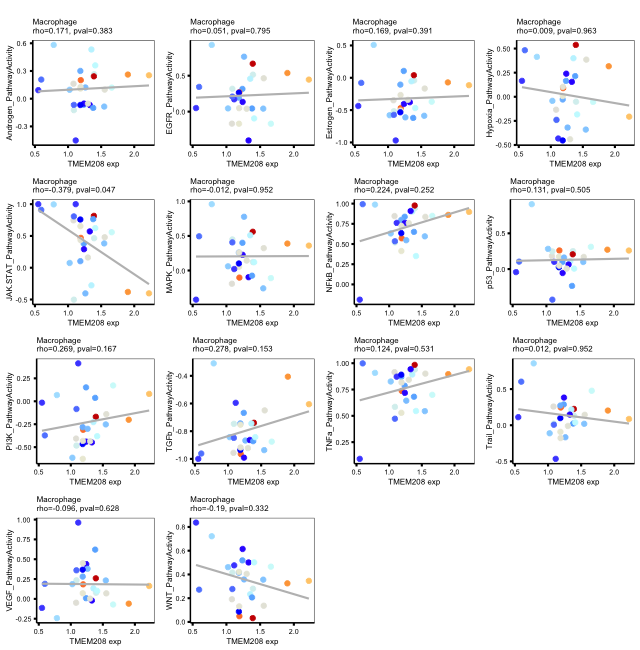 Macrophage
rho=0.171, pval=0.383
Androgen_PathwayActivity
0.6
0.3
0.0
-0.3
0.5
1.0
1.5
2.0
TMEM208 exp
Macrophage
rho=0.051, pval=0.795
EGFR_PathwayActivity
0.5
0.0
0.5
1.0
1.5
2.0
TMEM208 exp
Macrophage
rho=0.169, pval=0.391
Estrogen_PathwayActivity
0.5
0.0
-0.5
-1.0
0.5
1.0
1.5
2.0
TMEM208 exp
Macrophage
rho=0.009, pval=0.963
Hypoxia_PathwayActivity
0.50
0.25
0.00
-0.25
-0.50
0.5
1.0
1.5
2.0
TMEM208 exp
Macrophage
rho=-0.379, pval=0.047
JAK-STAT_PathwayActivity
1.0
0.5
0.0
-0.5
0.5
1.0
1.5
2.0
TMEM208 exp
Macrophage
rho=-0.012, pval=0.952
MAPK_PathwayActivity
1.0
0.5
0.0
0.5
1.0
1.5
2.0
TMEM208 exp
Macrophage
rho=0.224, pval=0.252
NFkB_PathwayActivity
1.00
0.75
0.50
0.25
0.00
0.5
1.0
1.5
2.0
TMEM208 exp
Macrophage
rho=0.131, pval=0.505
p53_PathwayActivity
0.5
0.0
0.5
1.0
1.5
2.0
TMEM208 exp
Macrophage
rho=0.269, pval=0.167
PI3K_PathwayActivity
0.25
0.00
-0.25
-0.50
0.5
1.0
1.5
2.0
TMEM208 exp
Macrophage
rho=0.278, pval=0.153
TGFb_PathwayActivity
-0.4
-0.6
-0.8
-1.0
0.5
1.0
1.5
2.0
TMEM208 exp
Macrophage
rho=0.124, pval=0.531
TNFa_PathwayActivity
1.00
0.75
0.50
0.25
0.5
1.0
1.5
2.0
TMEM208 exp
Macrophage
rho=0.012, pval=0.952
Trail_PathwayActivity
0.5
0.0
-0.5
0.5
1.0
1.5
2.0
TMEM208 exp
Macrophage
rho=-0.096, pval=0.628
VEGF_PathwayActivity
1.00
0.75
0.50
0.25
0.00
-0.25
0.5
1.0
1.5
2.0
TMEM208 exp
Macrophage
rho=-0.19, pval=0.332
WNT_PathwayActivity
0.8
0.6
0.4
0.2
0.0
0.5
1.0
1.5
2.0
TMEM208 exp